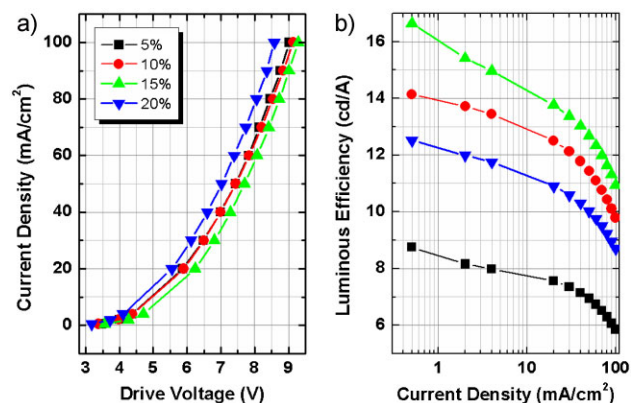 a)
Current Density (mA/cm²)
100
80
60
40
20
0
5%
10%
15%
20%
3 4 5 6 7 8 9
Drive Voltage (V)
b)
Luminous Efficiency (cd/A)
16
14
12
10
8
6
1 10 100
Current Density (mA/cm²)